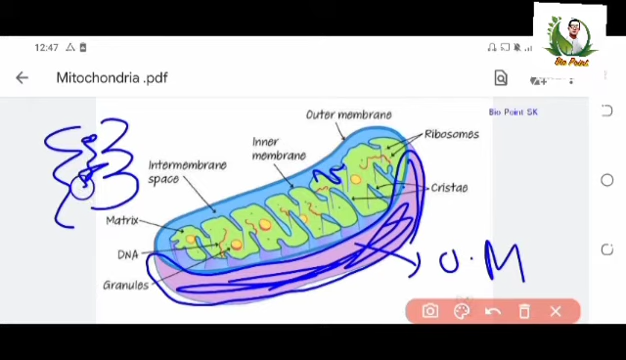 12:47
Bio Point
Mitochondria .pdf
Bio Point SK
Outer membrane
Ribosomes
Inner
membrane
Intermembrane
space
Cristae
Matrix
DNA
Granules
O.M